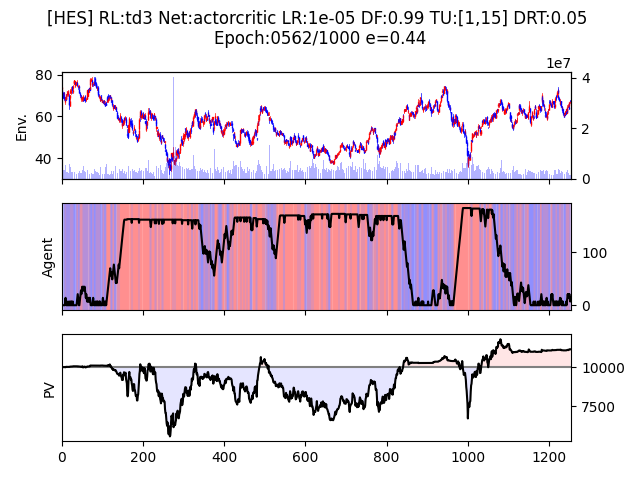 [HES] RL:td3 Net:actorcritic LR:1e-05 DF:0.99 TU:[1,15] DRT:0.05
Epoch:0562/1000 e=0.44
1e7
80
60
40
Env.
4
2
0
Agent
100
0
PV
10000
7500
0
200
400
600
800
1000
1200